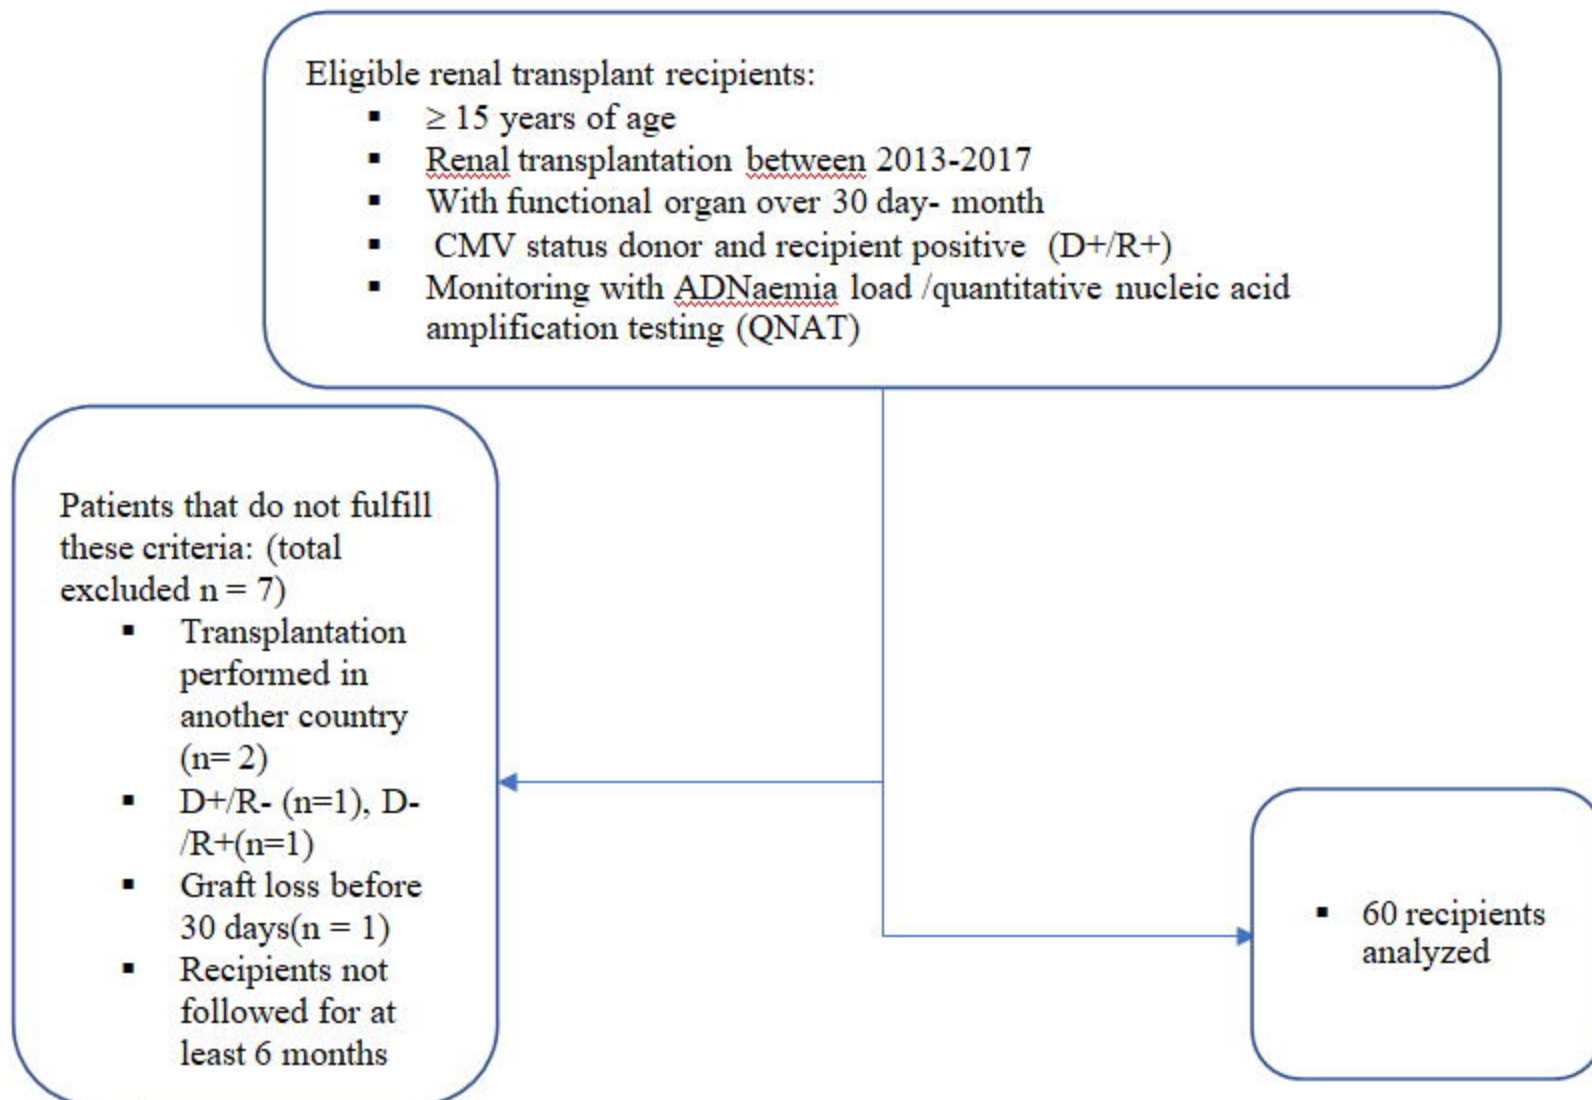 Eligible renal transplant recipients:
▪ ≥ 15 years of age
▪ Renal transplantation between 2013-2017
▪ With functional organ over 30 day- month
▪ CMV status donor and recipient positive (D+/R+)
▪ Monitoring with ADNaemia load /quantitative nucleic acid
amplification testing (QNAT)
Patients that do not fulfill
these criteria: (total
excluded n = 7)
▪ Transplantation
performed in
another country
(n= 2)
▪ D+/R- (n=1), D-
/R+(n=1)
▪ Graft loss before
30 days(n = 1)
▪ Recipients not
followed for at
least 6 months
▪ 60 recipients
analyzed